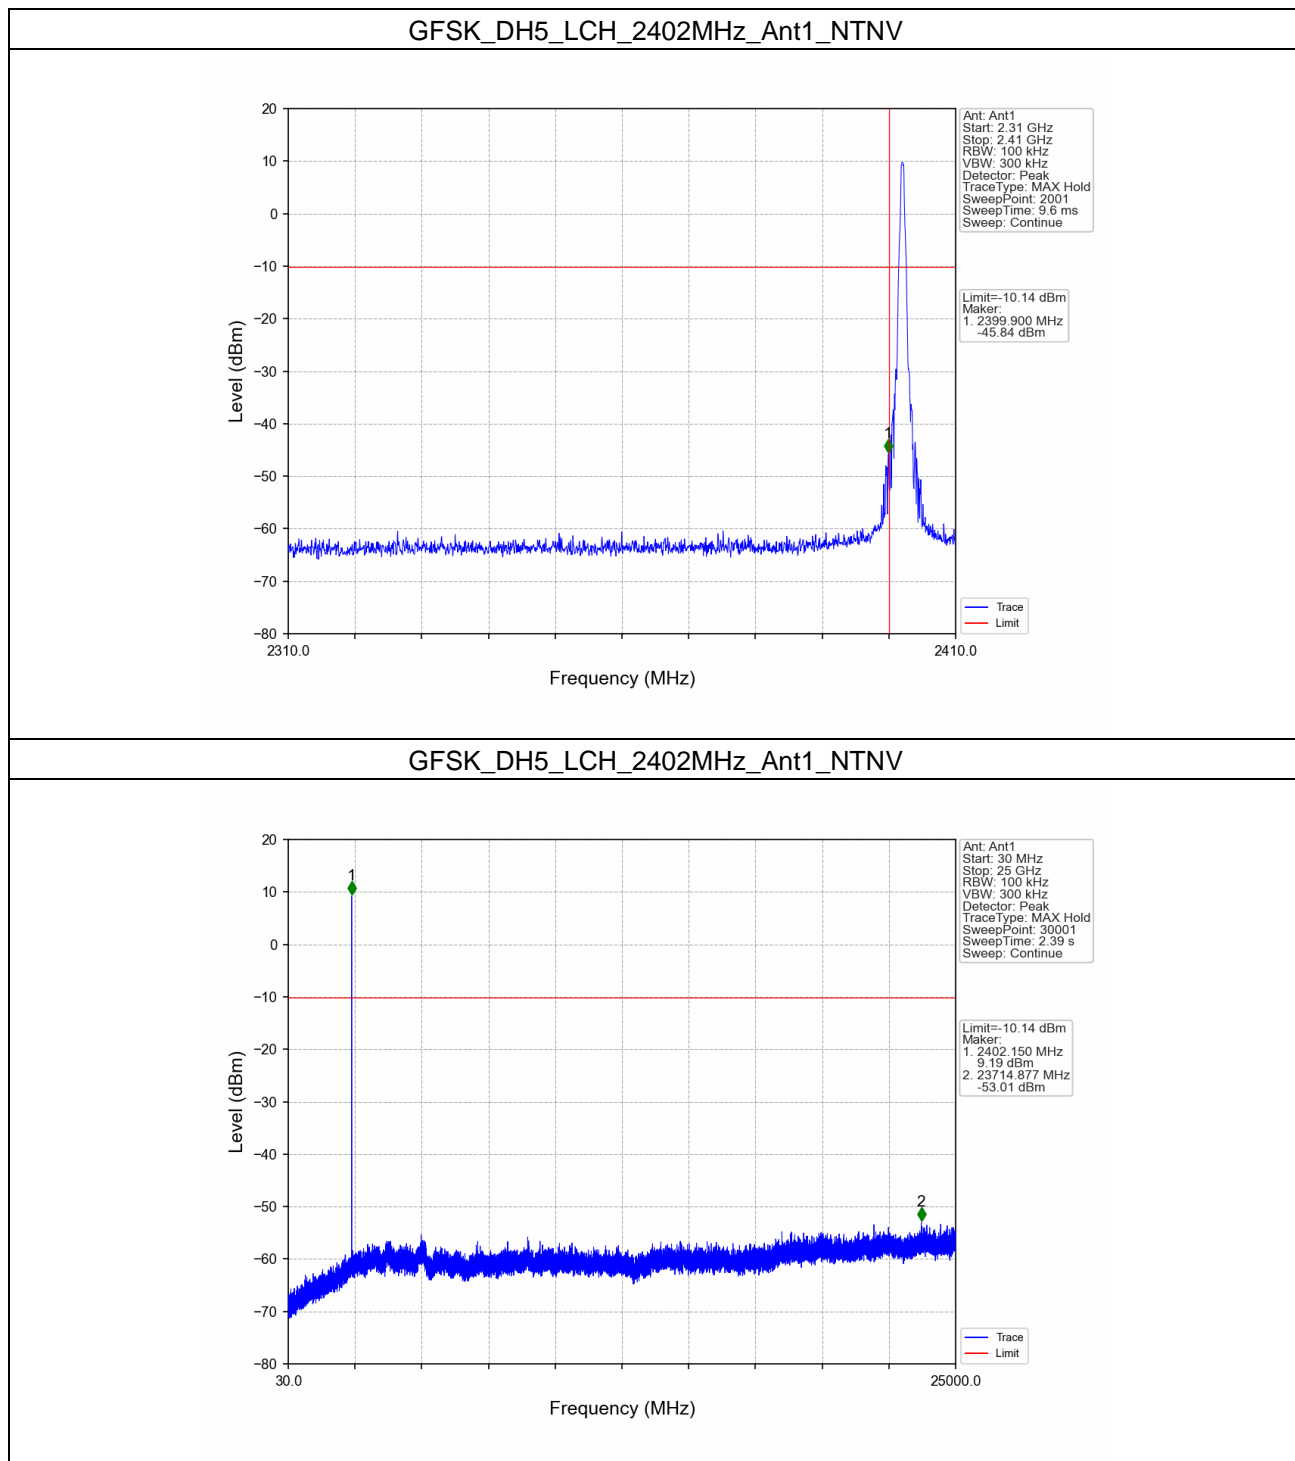 GFSK_DH5_LCH_2402MHz_Ant1_NTNV
20
10
0
−10
−20
−30
−40
−50
−60
−70
−80
Level (dBm)
1
2310.0
2410.0
Frequency (MHz)
Ant: Ant1
Start: 2.31 GHz
Stop: 2.41 GHz
RBW: 100 kHz
VBW: 300 kHz
Detector: Peak
TraceType: MAX Hold
SweepPoint: 2001
SweepTime: 9.6 ms
Sweep: Continue
Limit=-10.14 dBm
Maker:
1. 2399.900 MHz
-45.84 dBm
Trace
Limit
GFSK_DH5_LCH_2402MHz_Ant1_NTNV
20
10
0
−10
−20
−30
−40
−50
−60
−70
−80
Level (dBm)
1
2
30.0
25000.0
Frequency (MHz)
Ant: Ant1
Start: 30 MHz
Stop: 25 GHz
RBW: 100 kHz
VBW: 300 kHz
Detector: Peak
TraceType: MAX Hold
SweepPoint: 30001
SweepTime: 2.39 s
Sweep: Continue
Limit=-10.14 dBm
Maker:
1. 2402.150 MHz
9.19 dBm
2. 23714.877 MHz
-53.01 dBm
Trace
Limit